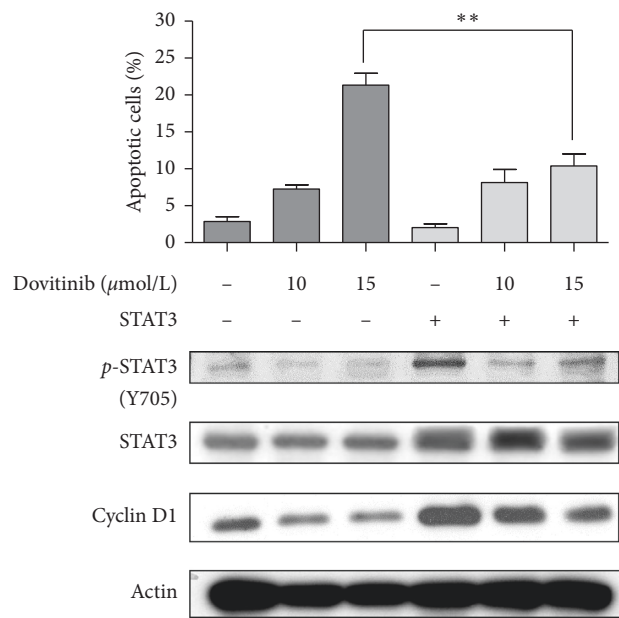 30
**
25
20
15
10
5
0
Apoptotic cells (%)
Dovitinib (μmol/L) – 10 15 – 10 15
STAT3 – – – + + +
p-STAT3
(Y705)
STAT3
Cyclin D1
Actin